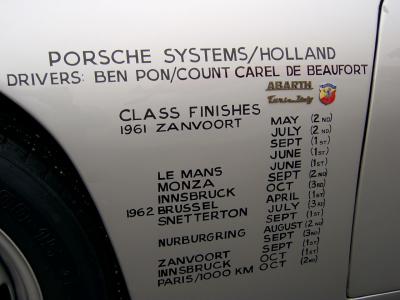 PORSCHE SYSTEMS/HOLLAND
DRIVERS: BEN PON/COUNT CAREL DE BEAUFORT
ABARTH
CLASS FINISHES
1961 ZANVOORT MAY (2ND)
JULY (2ND)
SEPT (1ST)
JUNE (1ST)
JUNE (1ST)
LE MANS SEPT (2ND)
MONZA OCT (3RD)
INNSBRUCK APRIL (1ST)
1962 BRUSSEL JULY (3RD)
SNETTERTON SEPT (1ST)
AUGUST (2ND)
NURBURGRING SEPT (3RD)
SEPT (1ST)
ZANVOORT OCT (1ST)
INNSBRUCK OCT (2ND)
PARIS/1000 KM